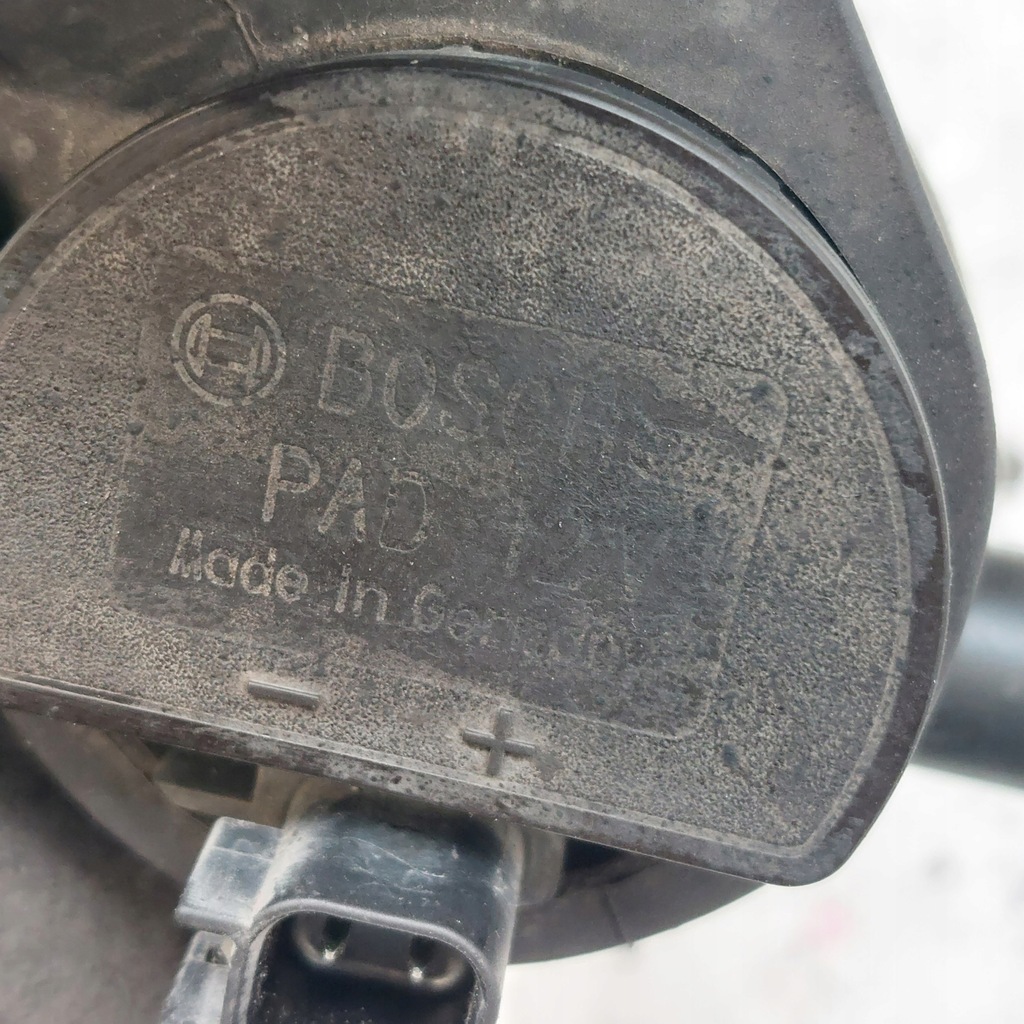 BOSCH
PAD 12V
Made in Germany
- +